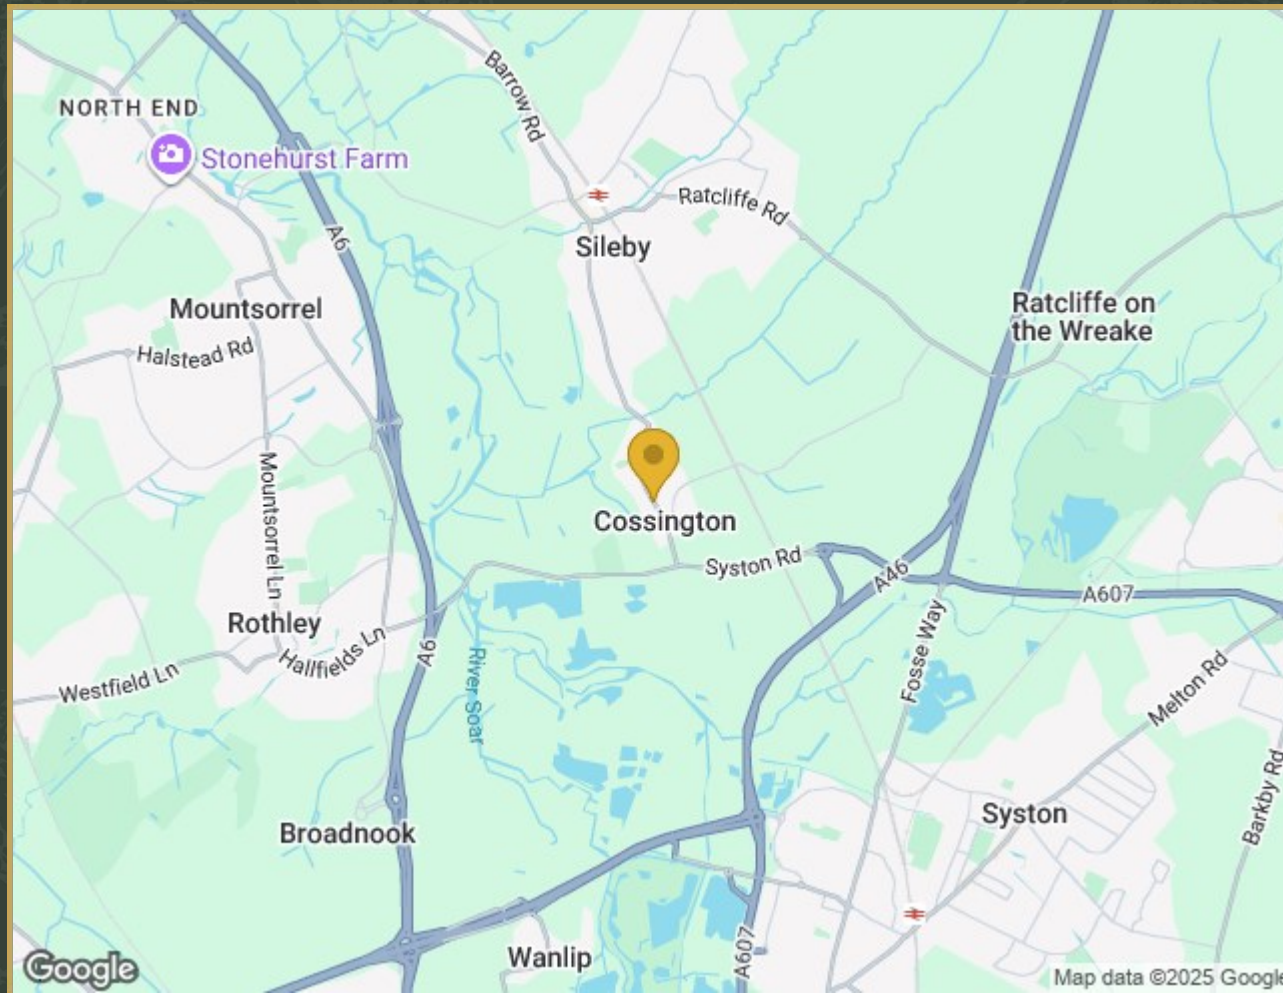 Barrow Rd
NORTH END
Stonehurst Farm
Ratcliffe Rd
A6
Sileby
Mountsorrel
Ratcliffe on
the Wreake
Halstead Rd
Mountsorrel Ln
Cossington
Syston Rd
A46
A607
Rothley
Hallfields Ln
A6
Fosse Way
Westfield Ln
River Soar
Melton Rd
Barkby Rd
Syston
Broadnook
Wanlip
A607
Google
Map data ©2025 Google